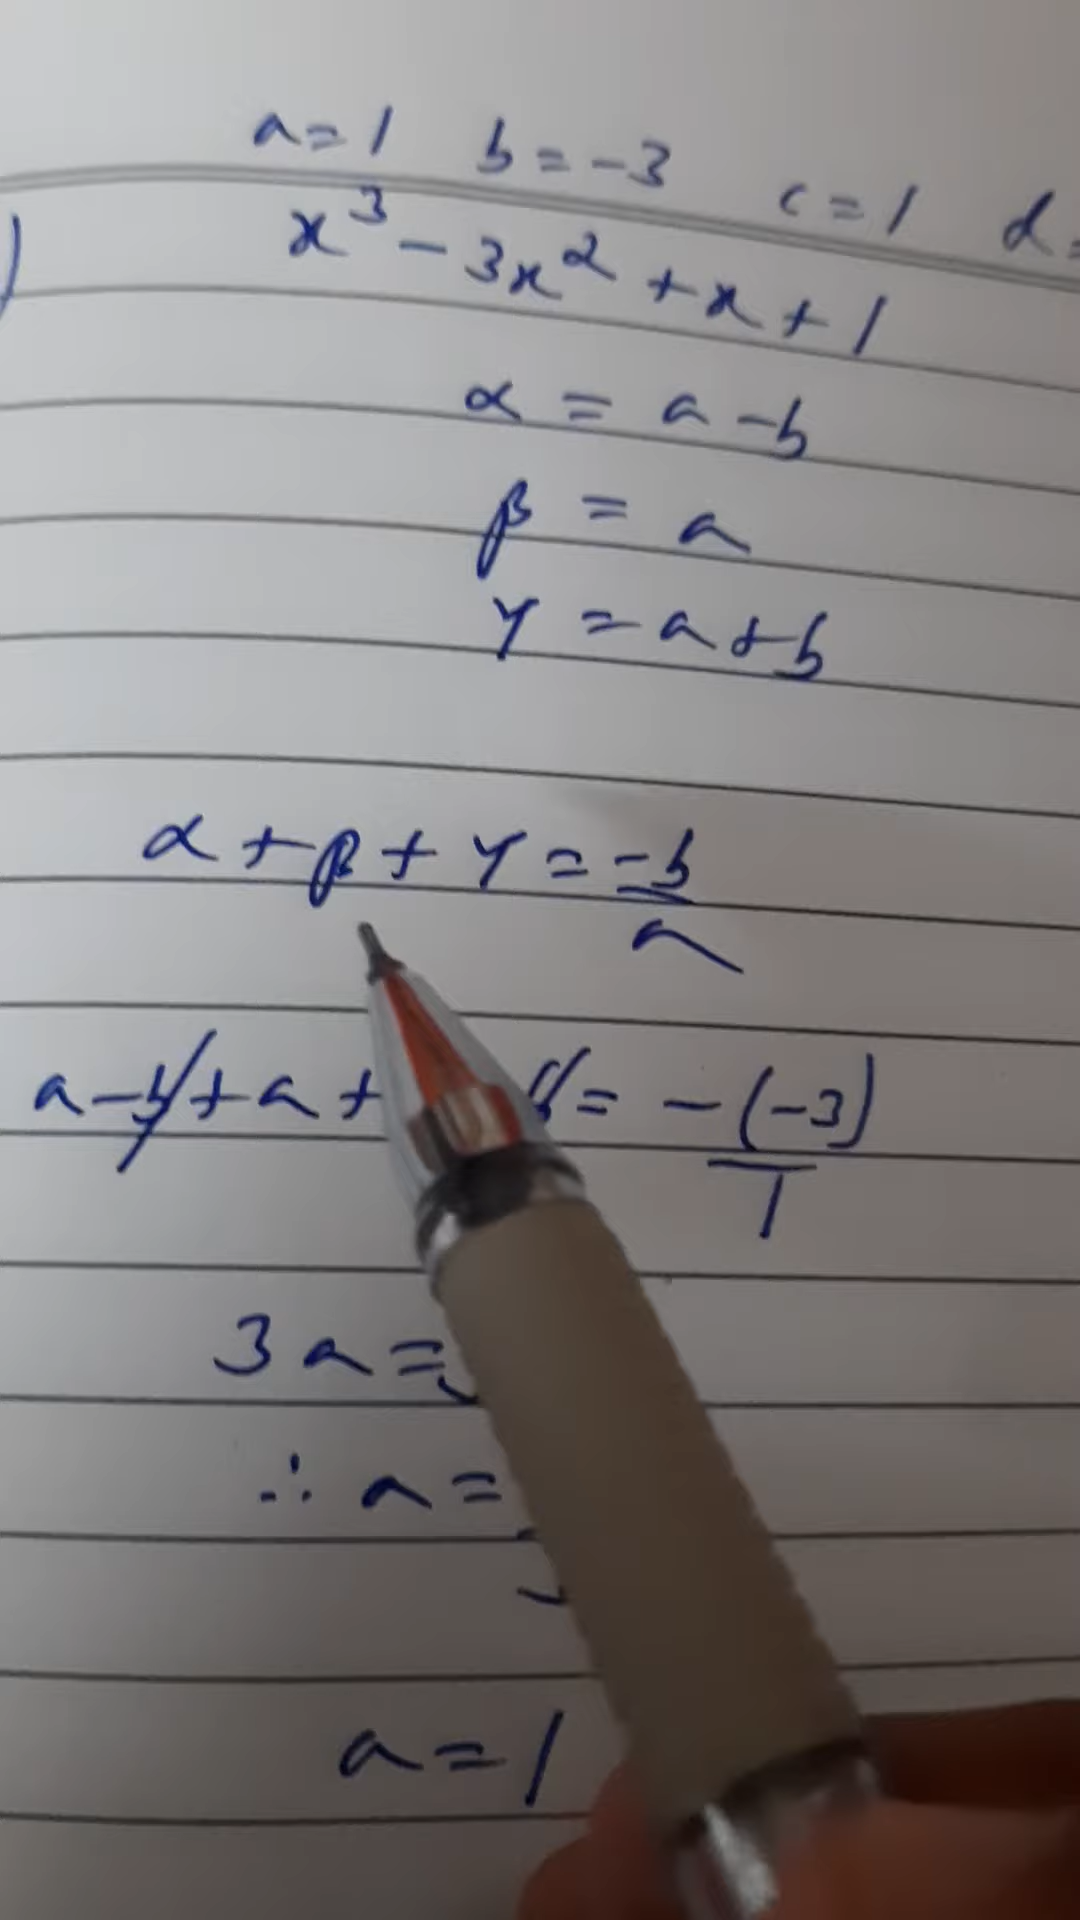 a=1 b=-3 c=1 d=
x³-3x²+x+1
α = a-b
β = a
γ = a+b
α+β+γ = -b/a
a-b+a+ b = -(-3)/1
3a=
∴ a=
a=1